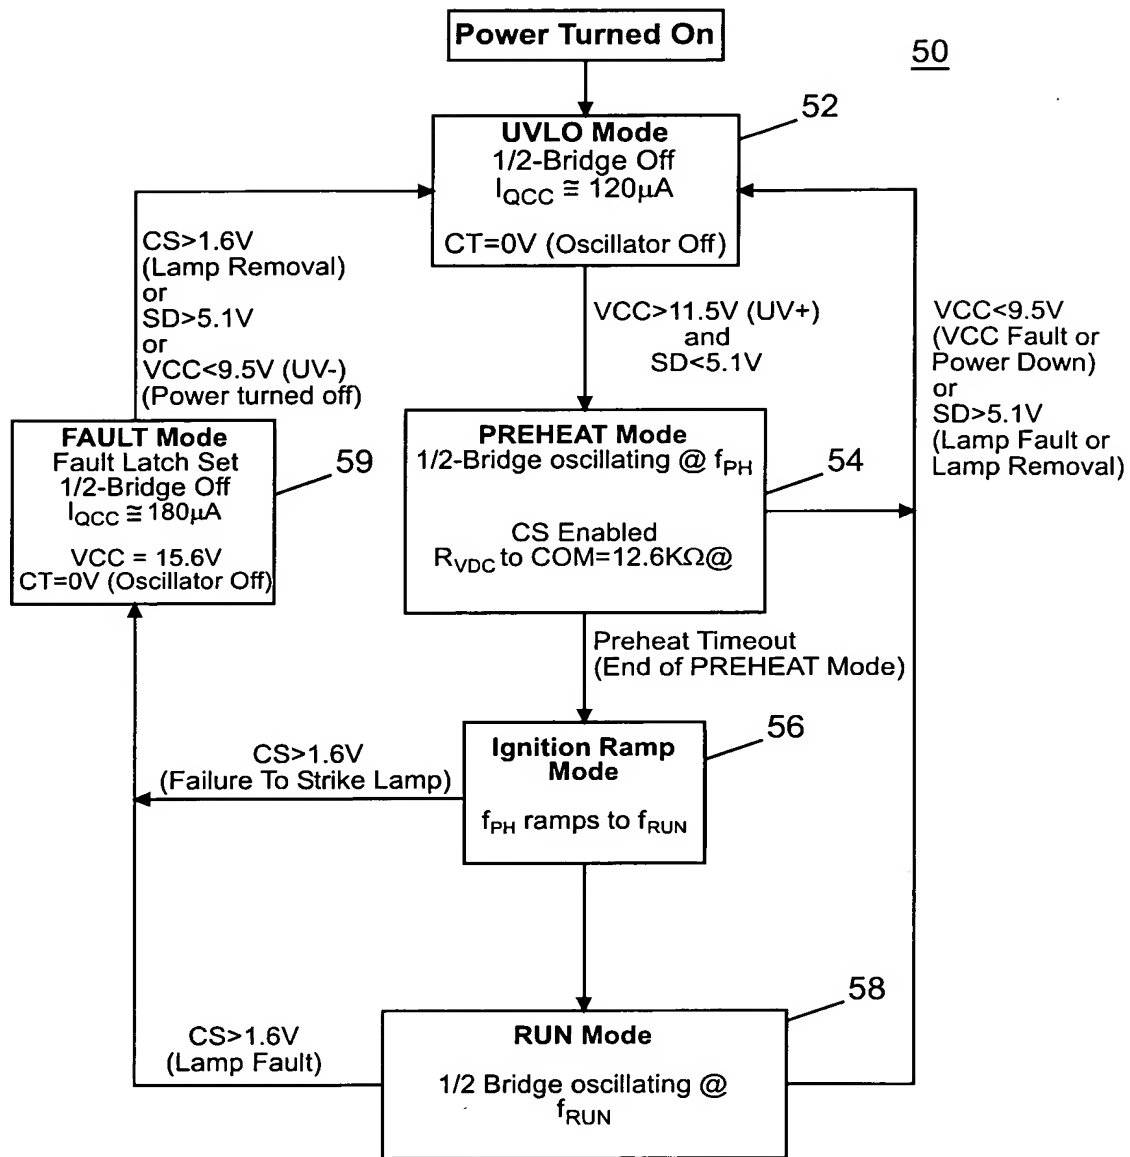 Power Turned On
50
52
UVLO Mode
1/2-Bridge Off
IQCC ≅ 120μA
CT=0V (Oscillator Off)
CS>1.6V
(Lamp Removal)
or
SD>5.1V
or
VCC<9.5V (UV-)
(Power turned off)
VCC>11.5V (UV+)
and
SD<5.1V
VCC<9.5V
(VCC Fault or
Power Down)
or
SD>5.1V
(Lamp Fault or
Lamp Removal)
FAULT Mode
Fault Latch Set
1/2-Bridge Off
IQCC ≅180μA
VCC = 15.6V
CT=0V (Oscillator Off)
59
PREHEAT Mode
1/2-Bridge oscillating @ fPH
CS Enabled
RVDC to COM=12.6KΩ@
54
Preheat Timeout
(End of PREHEAT Mode)
56
Ignition Ramp
Mode
fPH ramps to fRUN
CS>1.6V
(Failure To Strike Lamp)
58
RUN Mode
1/2 Bridge oscillating @
fRUN
CS>1.6V
(Lamp Fault)